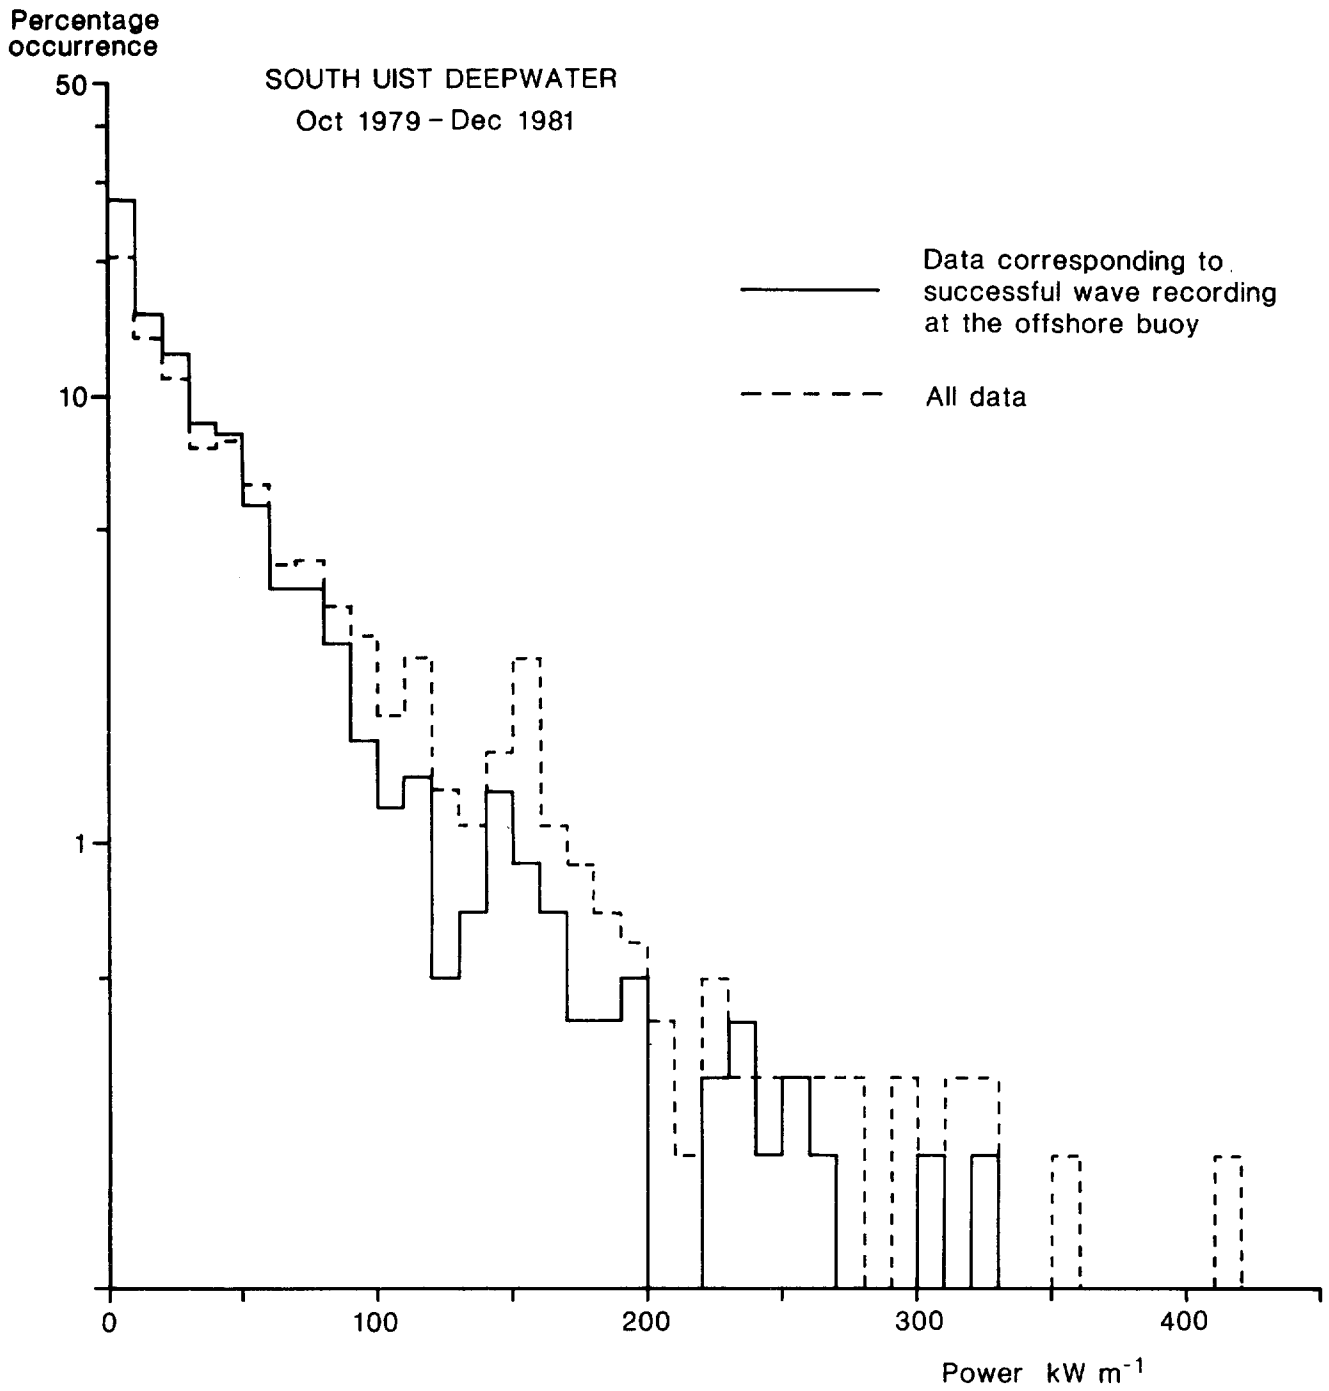 Percentage
occurrence
SOUTH UIST DEEPWATER
Oct 1979 – Dec 1981
50
10
1
Data corresponding to
successful wave recording
at the offshore buoy
All data
0 100 200 300 400
Power kW m⁻¹